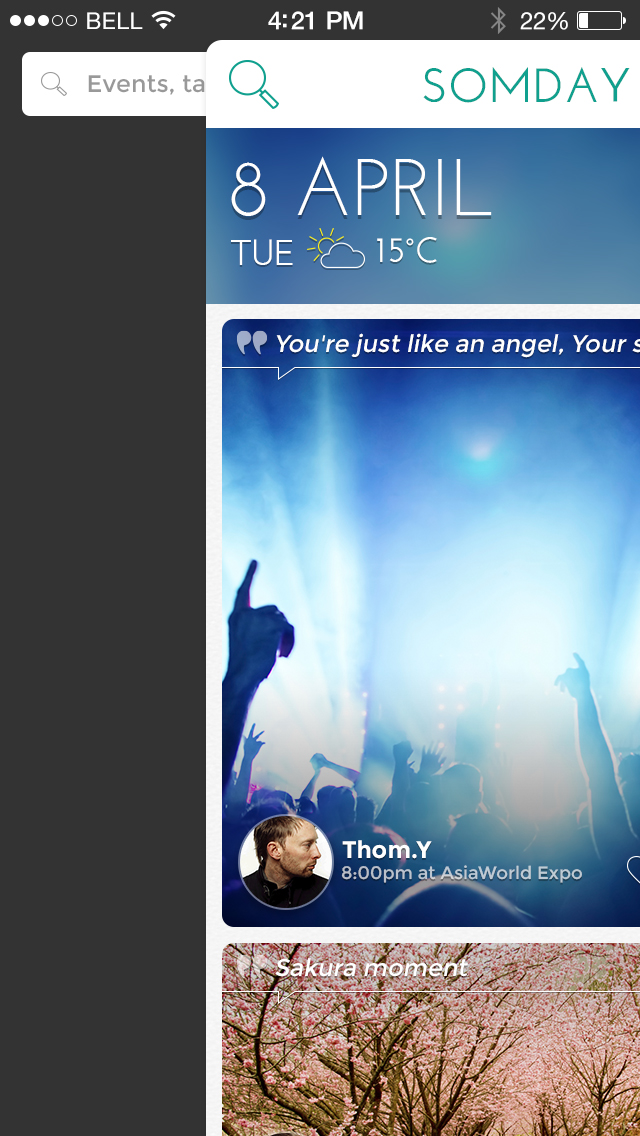 BELL 4:21 PM 22%
Events, ta
SOMDAY
8 APRIL
TUE 15°C
You're just like an angel, Your s
Thom.Y
8:00pm at AsiaWorld Expo
Sakura moment